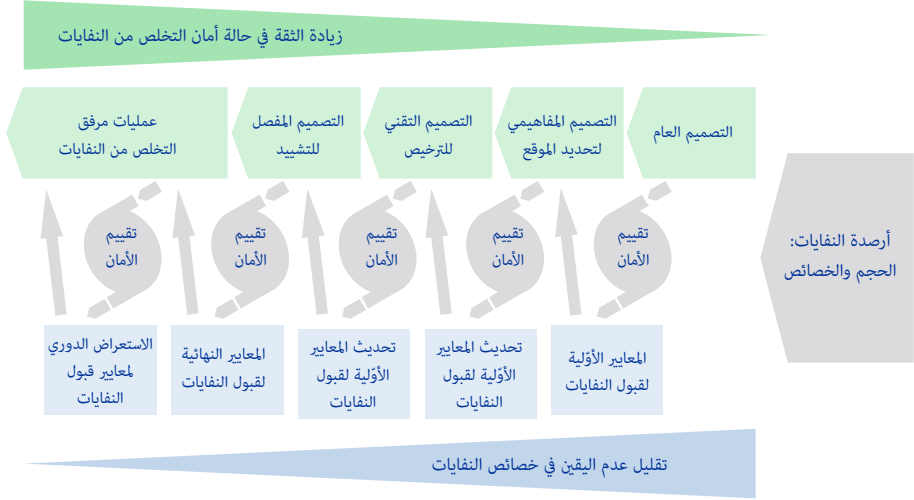 زيادة الثقة في حالة أمان التخلص من النفايات
أرصدة النفايات:
الحجم والخصائص
التصميم العام
التصميم المفاهيمي
لتحديد الموقع
التصميم التقني
للترخيص
التصميم المفصل
للتشييد
عمليات مرفق
التخلص من النفايات
تقييم
الأمان
تقييم
الأمان
تقييم
الأمان
تقييم
الأمان
تقييم
الأمان
المعايير الأوّلية
لقبول النفايات
تحديث المعايير
الأوّلية لقبول
النفايات
تحديث المعايير
الأوّلية لقبول
النفايات
المعايير النهائية
لقبول النفايات
الاستعراض الدوري
لمعايير قبول
النفايات
تقليل عدم اليقين في خصائص النفايات